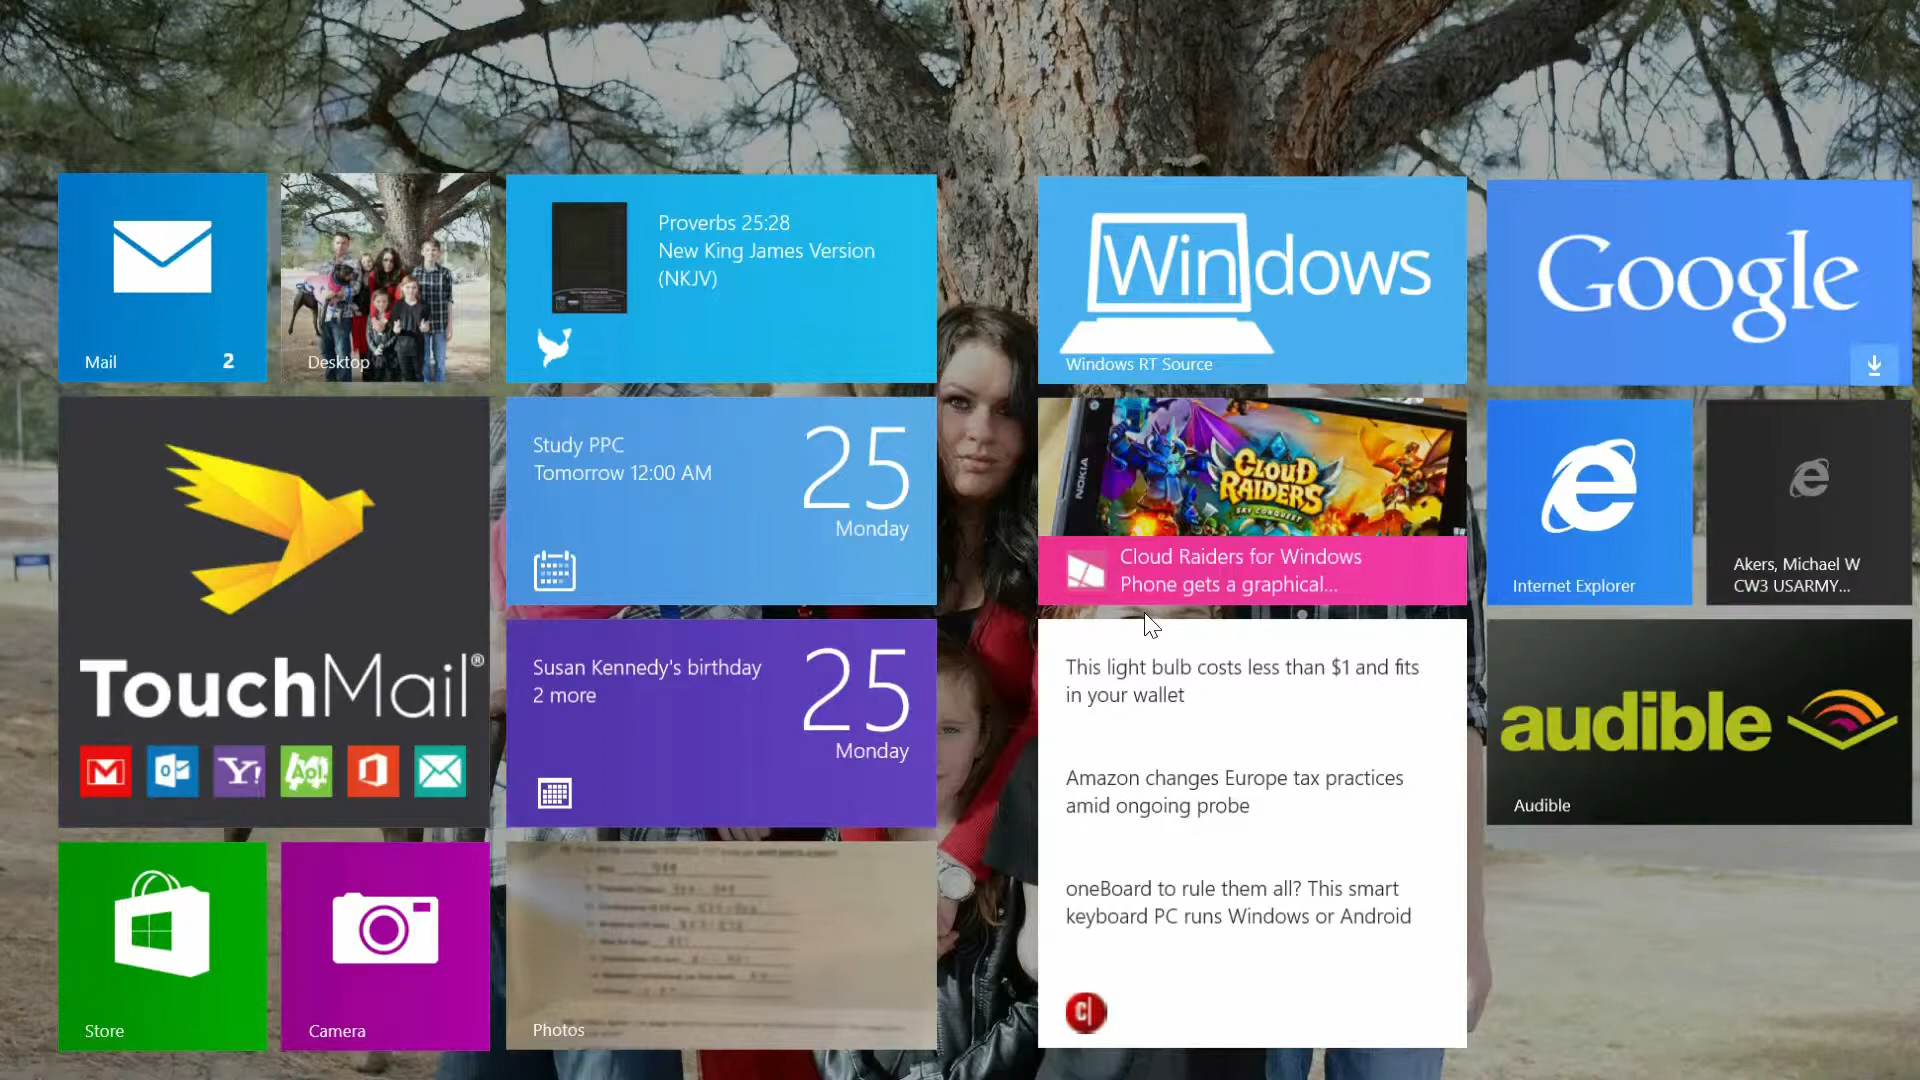 Mail
2
Desktop
Proverbs 25:28
New King James Version
(NKJV)
Windows
Windows RT Source
Google
TouchMail®
Y!
Aol.
Study PPC
Tomorrow 12:00 AM
25
Monday
Susan Kennedy's birthday
2 more
25
Monday
NOKIA
CLOUD
RAIDERS
SKY CONQUEST
Cloud Raiders for Windows
Phone gets a graphical...
Internet Explorer
Akers, Michael W
CW3 USARMY...
This light bulb costs less than $1 and fits
in your wallet
Amazon changes Europe tax practices
amid ongoing probe
oneBoard to rule them all? This smart
keyboard PC runs Windows or Android
c|
audible
Audible
Store
Camera
Photos